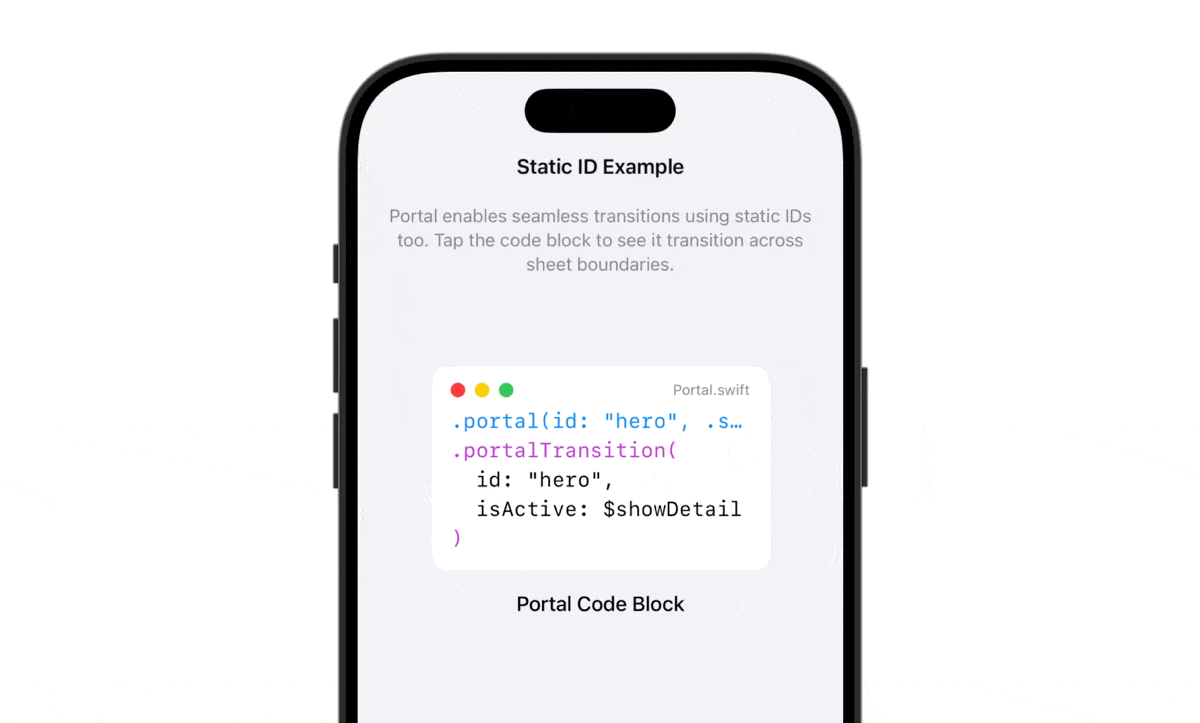 Static ID Example
Portal enables seamless transitions using static IDs
too. Tap the code block to see it transition across
sheet boundaries.
Portal.swift
.portal(id: "hero", .s…
.portalTransition(
  id: "hero",
  isActive: $showDetail
)
Portal Code Block